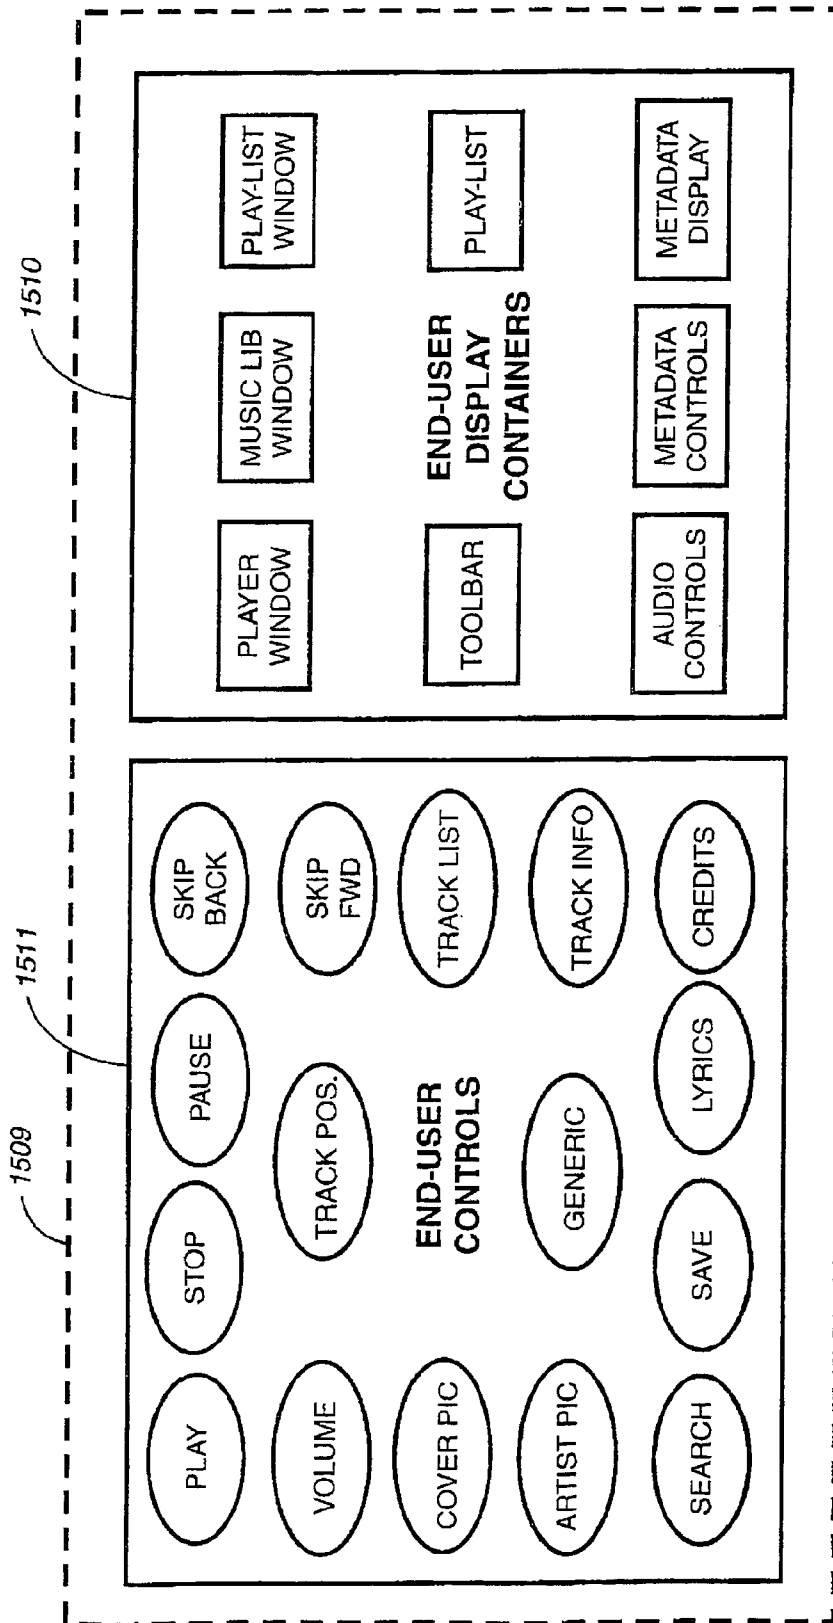 1509
1511
1510
PLAY
STOP
PAUSE
SKIP
BACK
VOLUME
TRACK POS.
SKIP
FWD
COVER PIC
END-USER
CONTROLS
TRACK LIST
ARTIST PIC
GENERIC
TRACK INFO
SEARCH
SAVE
LYRICS
CREDITS
PLAYER
WINDOW
MUSIC LIB
WINDOW
PLAY-LIST
WINDOW
TOOLBAR
END-USER
DISPLAY
CONTAINERS
PLAY-LIST
AUDIO
CONTROLS
METADATA
CONTROLS
METADATA
DISPLAY